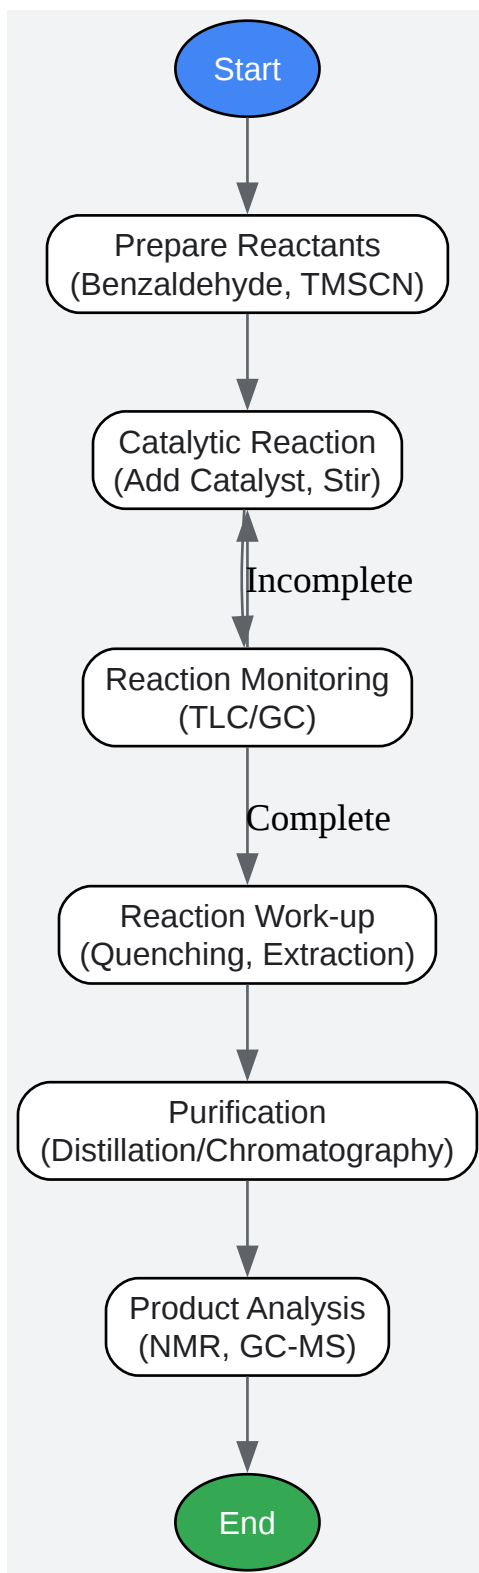 Start
Prepare Reactants
(Benzaldehyde, TMSCN)
Catalytic Reaction
(Add Catalyst, Stir)
Incomplete
Reaction Monitoring
(TLC/GC)
Complete
Reaction Work-up
(Quenching, Extraction)
Purification
(Distillation/Chromatography)
Product Analysis
(NMR, GC-MS)
End